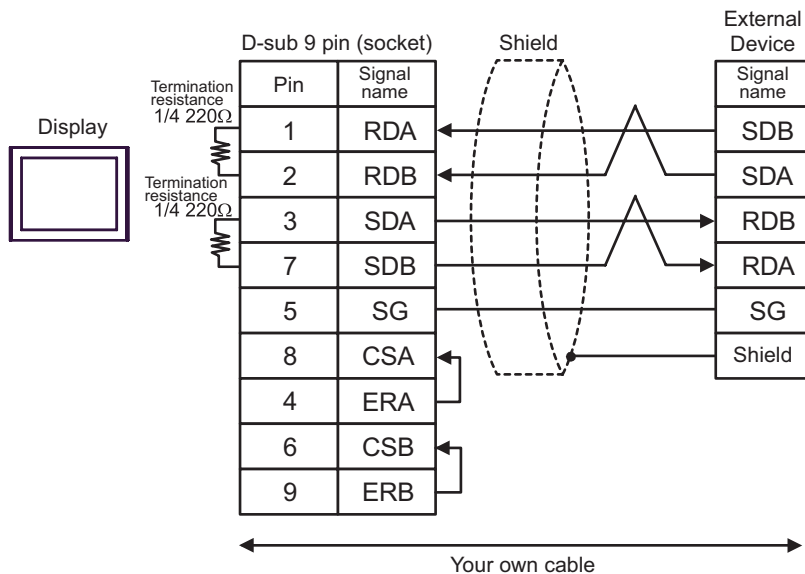 External
Device
D-sub 9 pin (socket)
Shield
Pin
Signal
name
Signal
name
Termination
resistance
1/4 220Ω
Display
1
RDA
SDB
2
RDB
SDA
Termination
resistance
1/4 220Ω
3
SDA
RDB
7
SDB
RDA
5
SG
SG
8
CSA
Shield
4
ERA
6
CSB
9
ERB
Your own cable